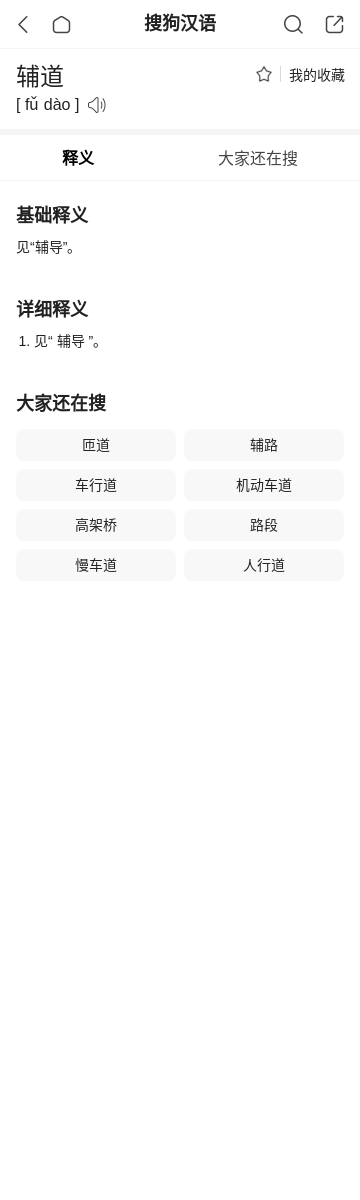 搜狗汉语
辅道
我的收藏
[ fǔ dào ]
释义
大家还在搜
基础释义
见“辅导”。
详细释义
1. 见“ 辅导 ”。
大家还在搜
匝道
辅路
车行道
机动车道
高架桥
路段
慢车道
人行道